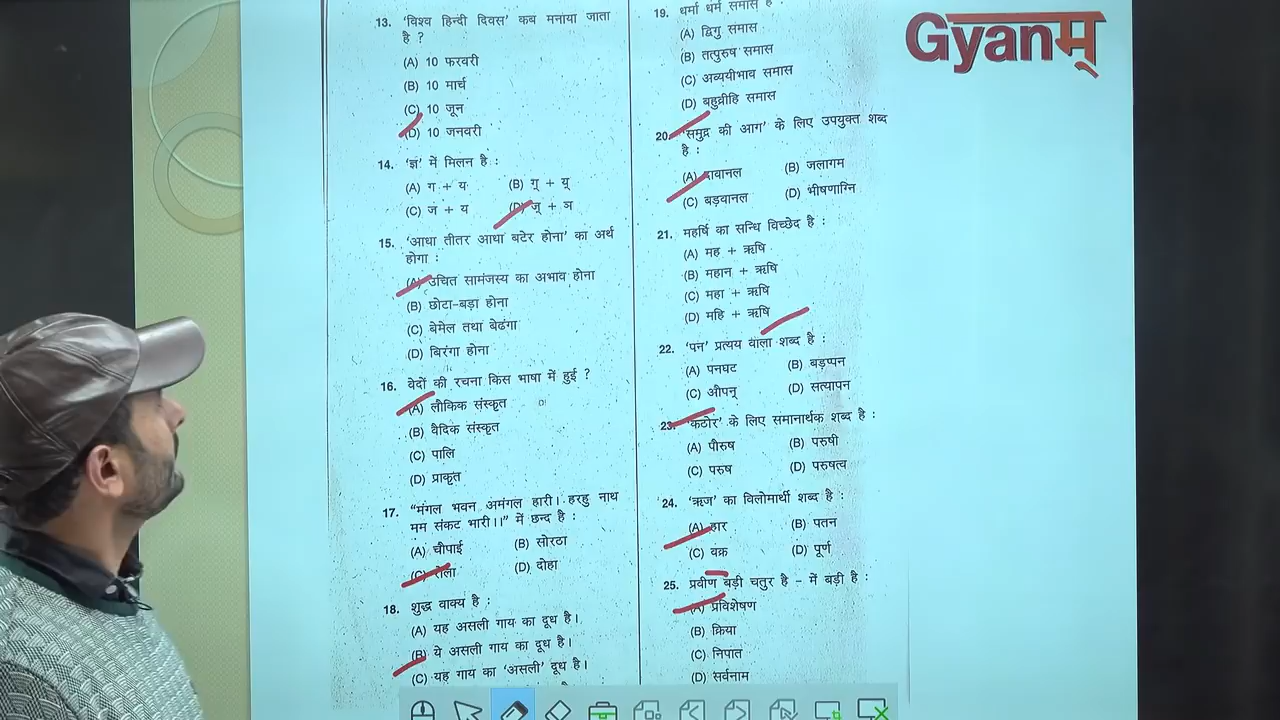 Gyanम्
13. 'विश्व हिन्दी दिवस' कब मनाया जाता
है ?
(A) 10 फरवरी
(B) 10 मार्च
(C) 10 जून
(D) 10 जनवरी
14. 'ज्ञ' में मिलन है :
(A) ग + य (B) ग् + य्
(C) ज + य (D) ज् + ञ
15. 'आधा तीतर आधा बटेर होना' का अर्थ
होगा :
(A) उचित सामंजस्य का अभाव होना
(B) छोटा-बड़ा होना
(C) बेमेल तथा बेढंगा
(D) बिरंगा होना
16. वेदों की रचना किस भाषा में हुई ?
(A) लौकिक संस्कृत
(B) वैदिक संस्कृत
(C) पालि
(D) प्राकृत
17. "मंगल भवन अमंगल हारी। हरहु नाथ
मम संकट भारी।।" में छन्द है :
(A) चौपाई (B) सोरठा
(C) रोला (D) दोहा
18. शुद्ध वाक्य है :
(A) यह असली गाय का दूध है।
(B) ये असली गाय का दूध है।
(C) यह गाय का 'असली' दूध है।
19. धर्माधर्म समास है
(A) द्विगु समास
(B) तत्पुरुष समास
(C) अव्ययीभाव समास
(D) बहुव्रीहि समास
20. 'समुद्र की आग' के लिए उपयुक्त शब्द
है :
(A) दावानल (B) जलागम
(C) बड़वानल (D) भीषणाग्नि
21. महर्षि का सन्धि विच्छेद है :
(A) मह + ऋषि
(B) महान + ऋषि
(C) महा + ऋषि
(D) महि + ऋषि
22. 'पन' प्रत्यय वाला शब्द है :
(A) पनघट (B) बड़प्पन
(C) औपन् (D) सत्यापन
23. 'कठोर' के लिए समानार्थक शब्द है :
(A) पौरुष (B) परुषी
(C) परुष (D) परुषत्व
24. 'ऋज' का विलोमार्थी शब्द है :
(A) हार (B) पतन
(C) वक्र (D) पूर्ण
25. प्रवीण बड़ी चतुर है - में बड़ी है :
(A) प्रविशेषण
(B) क्रिया
(C) निपात
(D) सर्वनाम